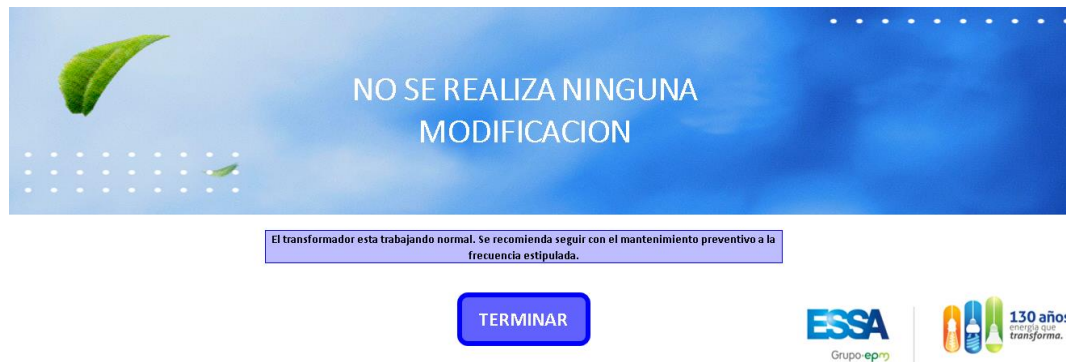 NO SE REALIZA NINGUNA
MODIFICACION
El transformador esta trabajando normal. Se recomienda seguir con el mantenimiento preventivo a la
frecuencia estipulada.
TERMINAR
ESSA
Grupo·epm
130 años
energía que
transforma.